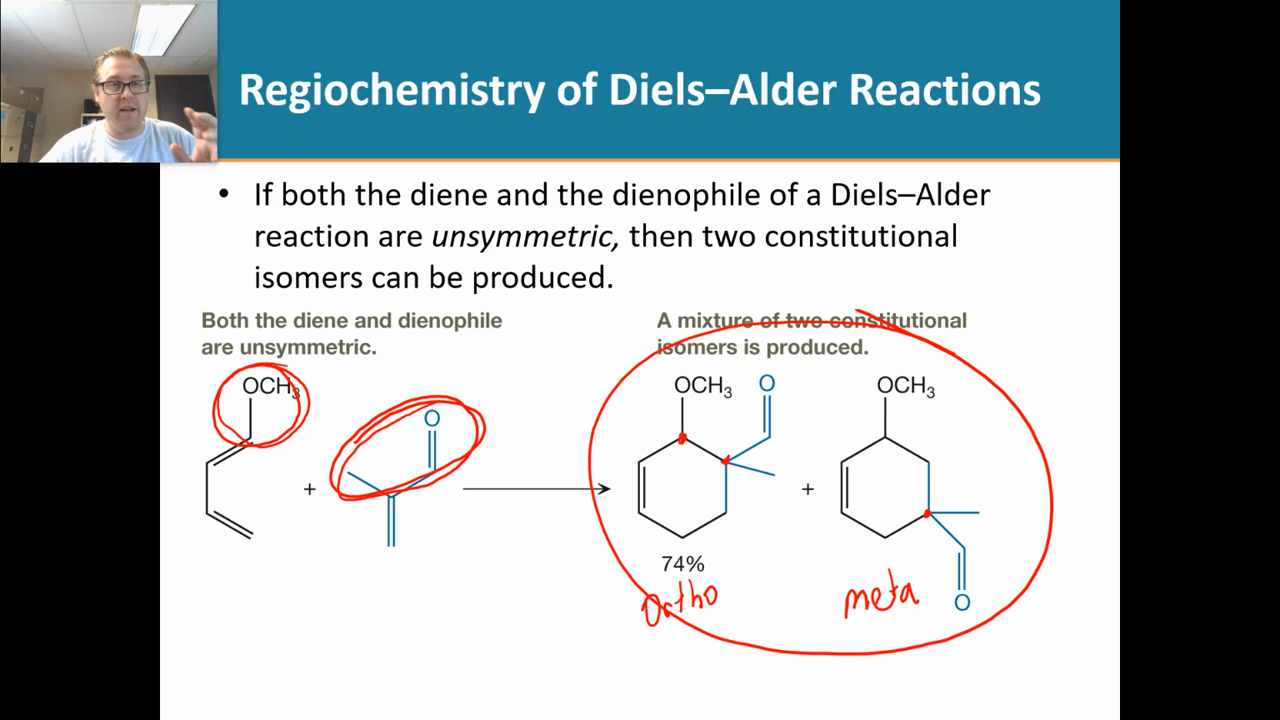 Regiochemistry of Diels–Alder Reactions
• If both the diene and the dienophile of a Diels–Alder
reaction are unsymmetric, then two constitutional
isomers can be produced.
Both the diene and dienophile
are unsymmetric.
A mixture of two constitutional
isomers is produced.
OCH₃
O
+
OCH₃
O
74%
Ortho
+
OCH₃
O
meta